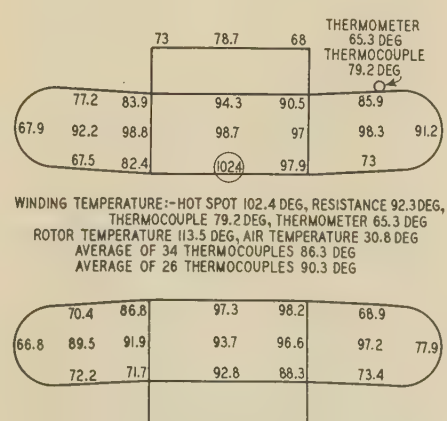 THERMOMETER
73 78.7 68 65.3 DEG
THERMOCOUPLE
79.2 DEG
77.2 83.9 94.3 90.5 85.9
67.9 92.2 98.8 98.7 97 98.3 91.2
67.5 82.4 102.4 97.9 73
WINDING TEMPERATURE:-HOT SPOT 102.4 DEG, RESISTANCE 92.3 DEG,
THERMOCOUPLE 79.2 DEG, THERMOMETER 65.3 DEG
ROTOR TEMPERATURE 113.5 DEG, AIR TEMPERATURE 30.8 DEG
AVERAGE OF 34 THERMOCOUPLES 86.3 DEG
AVERAGE OF 26 THERMOCOUPLES 90.3 DEG
70.4 86.8 97.3 98.2 68.9
66.8 89.5 91.9 93.7 96.6 97.2 77.9
72.2 71.7 92.8 88.3 73.4